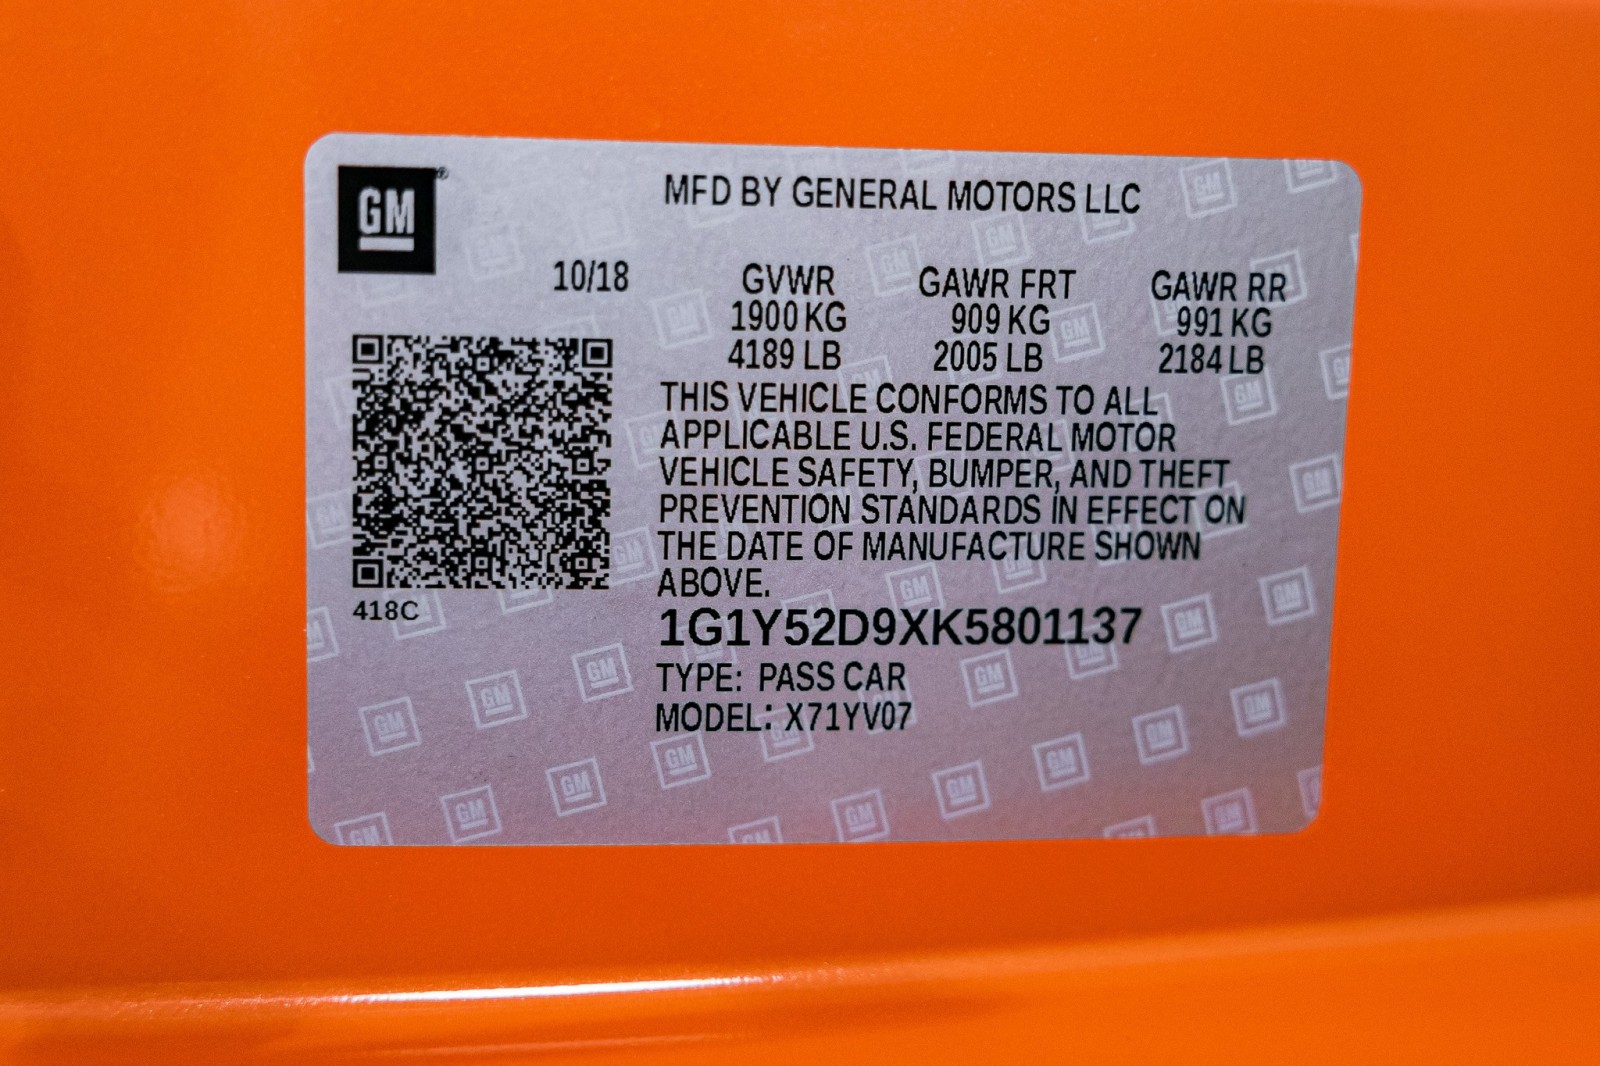 GM®
MFD BY GENERAL MOTORS LLC
10/18 GVWR GAWR FRT GAWR RR
1900 KG 909 KG 991 KG
4189 LB 2005 LB 2184 LB
THIS VEHICLE CONFORMS TO ALL
APPLICABLE U.S. FEDERAL MOTOR
VEHICLE SAFETY, BUMPER, AND THEFT
PREVENTION STANDARDS IN EFFECT ON
THE DATE OF MANUFACTURE SHOWN
ABOVE.
418C
1G1Y52D9XK5801137
TYPE: PASS CAR
MODEL: X71YV07